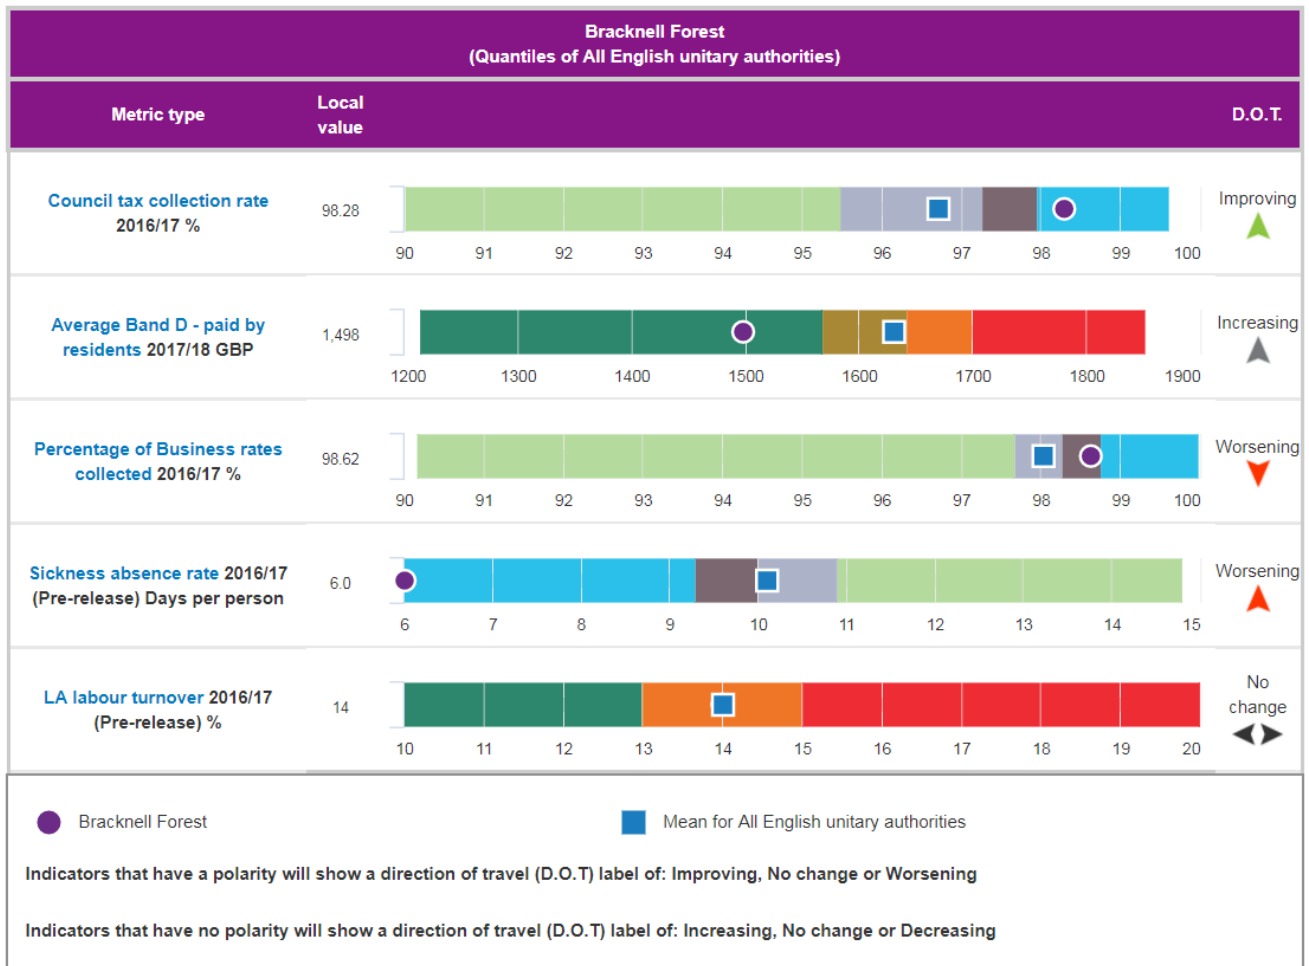 Bracknell Forest
(Quantiles of All English unitary authorities)
Metric type
Local
value
D.O.T.
Council tax collection rate
2016/17 %
98.28
90 91 92 93 94 95 96 97 98 99 100
Improving
Average Band D - paid by
residents 2017/18 GBP
1,498
1200 1300 1400 1500 1600 1700 1800 1900
Increasing
Percentage of Business rates
collected 2016/17 %
98.62
90 91 92 93 94 95 96 97 98 99 100
Worsening
Sickness absence rate 2016/17
(Pre-release) Days per person
6.0
6 7 8 9 10 11 12 13 14 15
Worsening
LA labour turnover 2016/17
(Pre-release) %
14
10 11 12 13 14 15 16 17 18 19 20
No
change
Bracknell Forest
Mean for All English unitary authorities
Indicators that have a polarity will show a direction of travel (D.O.T) label of: Improving, No change or Worsening
Indicators that have no polarity will show a direction of travel (D.O.T) label of: Increasing, No change or Decreasing